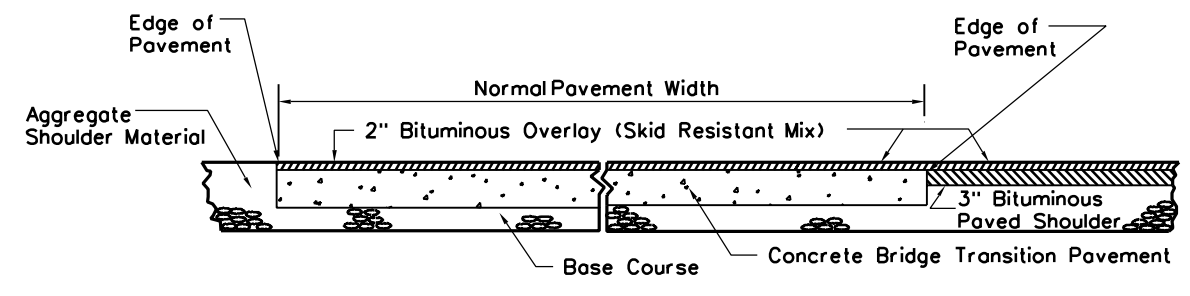 Edge of
Pavement
Edge of
Pavement
Normal Pavement Width
Aggregate
Shoulder Material
2" Bituminous Overlay (Skid Resistant Mix)
3" Bituminous
Paved Shoulder
Concrete Bridge Transition Pavement
Base Course